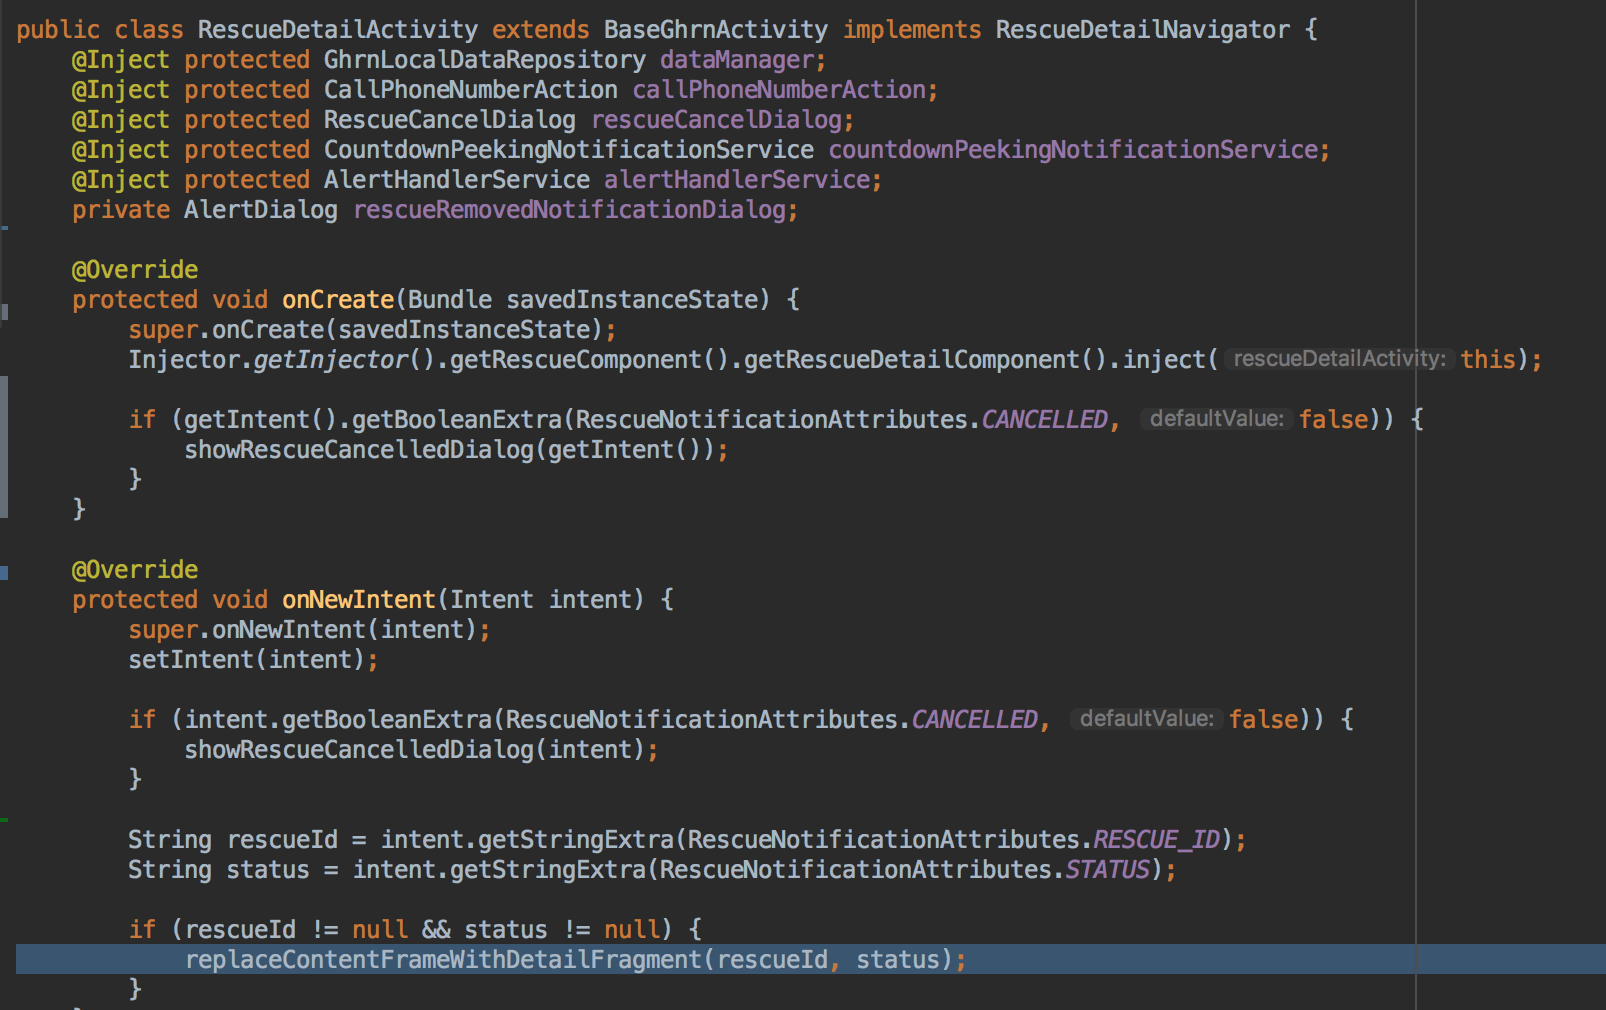 public class RescueDetailActivity extends BaseGhrnActivity implements RescueDetailNavigator {
    @Inject protected GhrnLocalDataRepository dataManager;
    @Inject protected CallPhoneNumberAction callPhoneNumberAction;
    @Inject protected RescueCancelDialog rescueCancelDialog;
    @Inject protected CountdownPeekingNotificationService countdownPeekingNotificationService;
    @Inject protected AlertHandlerService alertHandlerService;
    private AlertDialog rescueRemovedNotificationDialog;

    @Override
    protected void onCreate(Bundle savedInstanceState) {
        super.onCreate(savedInstanceState);
        Injector.getInjector().getRescueComponent().getRescueDetailComponent().inject( rescueDetailActivity: this);

        if (getIntent().getBooleanExtra(RescueNotificationAttributes.CANCELLED, defaultValue: false)) {
            showRescueCancelledDialog(getIntent());
        }
    }

    @Override
    protected void onNewIntent(Intent intent) {
        super.onNewIntent(intent);
        setIntent(intent);

        if (intent.getBooleanExtra(RescueNotificationAttributes.CANCELLED, defaultValue: false)) {
            showRescueCancelledDialog(intent);
        }

        String rescueId = intent.getStringExtra(RescueNotificationAttributes.RESCUE_ID);
        String status = intent.getStringExtra(RescueNotificationAttributes.STATUS);

        if (rescueId != null && status != null) {
            replaceContentFrameWithDetailFragment(rescueId, status);
        }